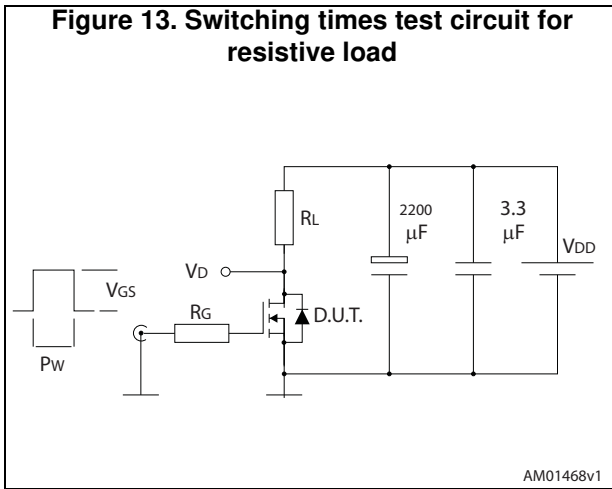 Figure 13. Switching times test circuit for
resistive load
RL
2200
μF
3.3
μF
VDD
VD
VGS
RG
D.U.T.
PW
AM01468v1